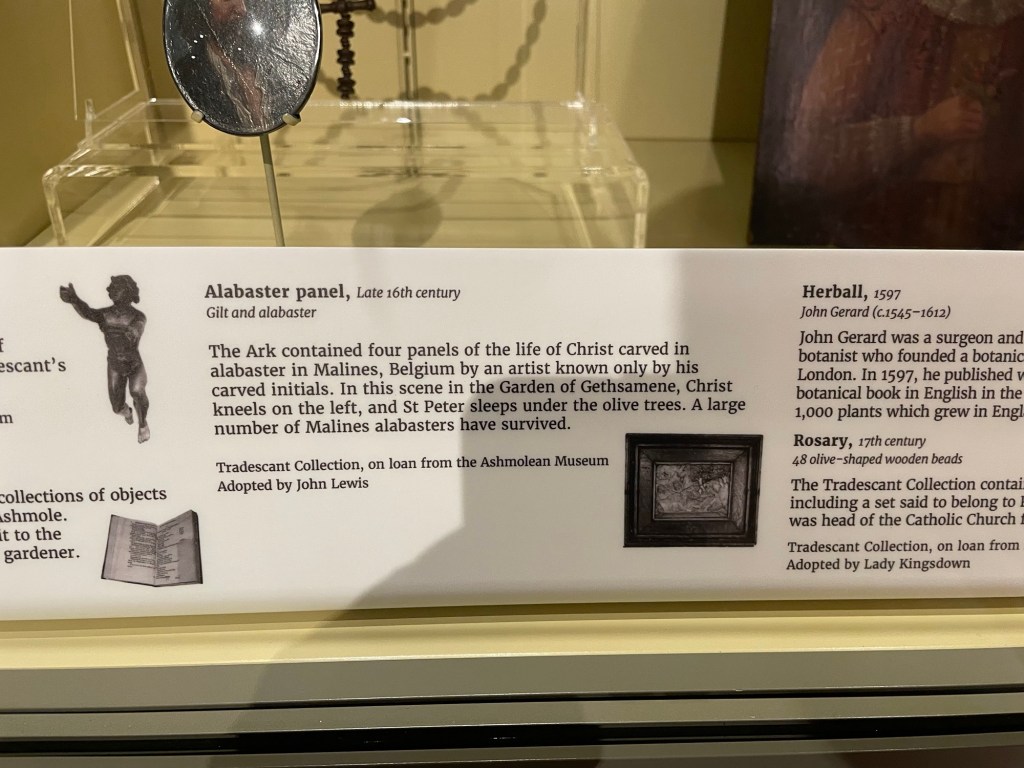 f
escant's
m
collections of objects
Ashmole.
it to the
gardener.
Alabaster panel, Late 16th century
Gilt and alabaster
The Ark contained four panels of the life of Christ carved in
alabaster in Malines, Belgium by an artist known only by his
carved initials. In this scene in the Garden of Gethsamene, Christ
kneels on the left, and St Peter sleeps under the olive trees. A large
number of Malines alabasters have survived.
Tradescant Collection, on loan from the Ashmolean Museum
Adopted by John Lewis
Herball, 1597
John Gerard (c.1545–1612)
John Gerard was a surgeon and
botanist who founded a botanic
London. In 1597, he published
botanical book in English in the
1,000 plants which grew in Engl
Rosary, 17th century
48 olive-shaped wooden beads
The Tradescant Collection contai
including a set said to belong to
was head of the Catholic Church f
Tradescant Collection, on loan from
Adopted by Lady Kingsdown